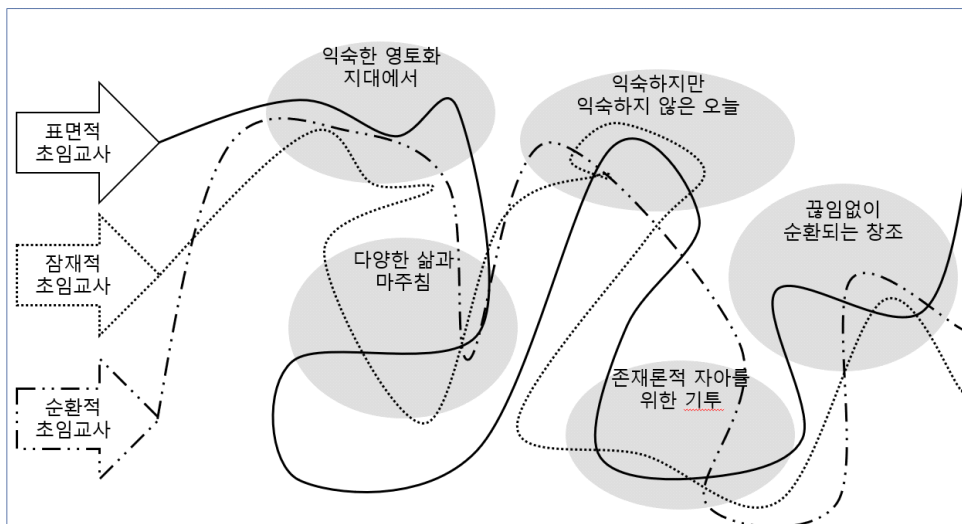 표면적
초임교사
잠재적
초임교사
순환적
초임교사
익숙한 영토화
지대에서
다양한 삶과
마주침
익숙하지만
익숙하지 않은 오늘
존재론적 자아를
위한 기투
끊임없이
순환되는 창조